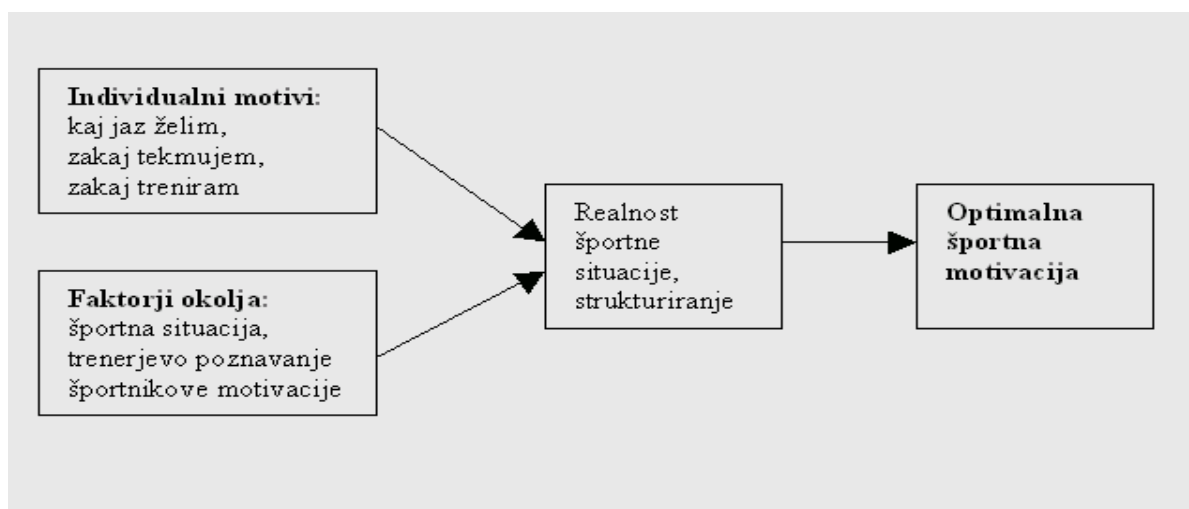 Individualni motivi:
kaj jaz želim,
zakaj tekmujem,
zakaj treniram
Faktorji okolja:
športna situacija,
trenerjevo poznavanje
športnikove motivacije
Realnost
športne
situacije,
strukturiranje
Optimalna
športna
motivacija